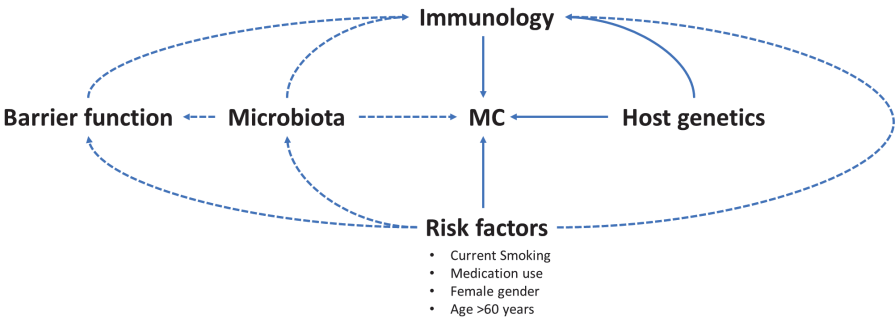 Immunology
Barrier function
Microbiota
MC
Host genetics
Risk factors
• Current Smoking
• Medication use
• Female gender
• Age >60 years